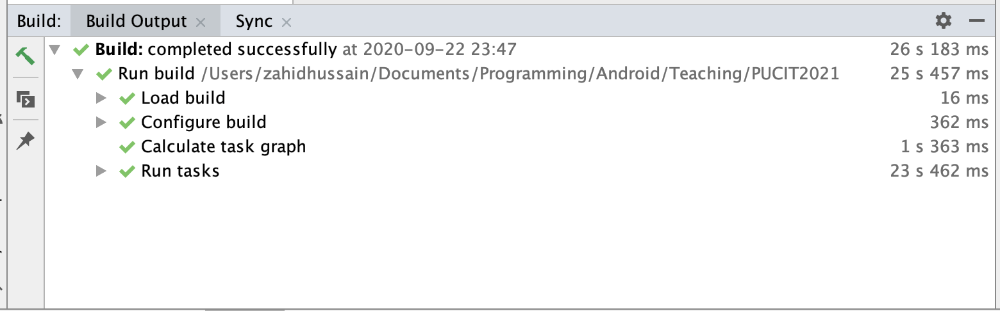 Build: Build Output Sync
Build: completed successfully at 2020-09-22 23:47 26 s 183 ms
Run build /Users/zahidhussain/Documents/Programming/Android/Teaching/PUCIT2021 25 s 457 ms
Load build 16 ms
Configure build 362 ms
Calculate task graph 1 s 363 ms
Run tasks 23 s 462 ms